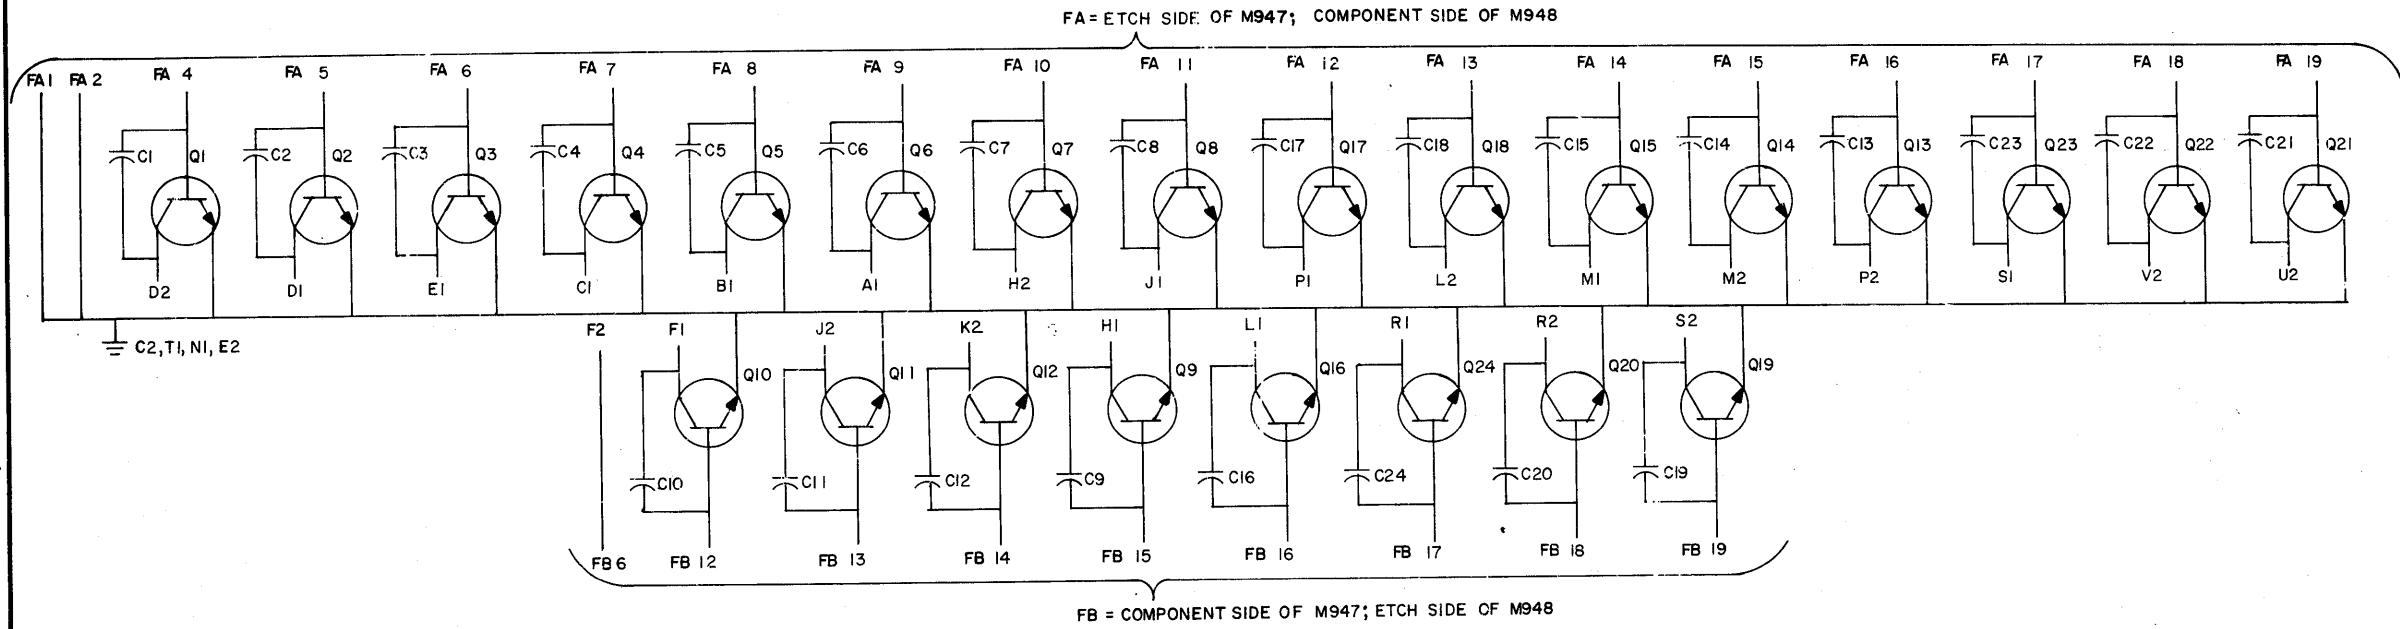 FA = ETCH SIDE OF M947; COMPONENT SIDE OF M948
FA1 FA2 FA 4 FA 5 FA 6 FA 7 FA 8 FA 9 FA 10 FA 11 FA 12 FA 13 FA 14 FA 15 FA 16 FA 17 FA 18 FA 19
C1 Q1 C2 Q2 C3 Q3 C4 Q4 C5 Q5 C6 Q6 C7 Q7 C8 Q8 C17 Q17 C18 Q18 C15 Q15 C14 Q14 C13 Q13 C23 Q23 C22 Q22 C21 Q21
D2 D1 E1 C1 B1 A1 H2 J1 P1 L2 M1 M2 P2 S1 V2 U2
C2, T1, N1, E2
F2 F1 J2 K2 H1 L1 R1 R2 S2
Q10 Q11 Q12 Q9 Q16 Q24 Q20 Q19
C10 C11 C12 C9 C16 C24 C20 C19
FB 6 FB 12 FB 13 FB 14 FB 15 FB 16 FB 17 FB 18 FB 19
FB = COMPONENT SIDE OF M947; ETCH SIDE OF M948